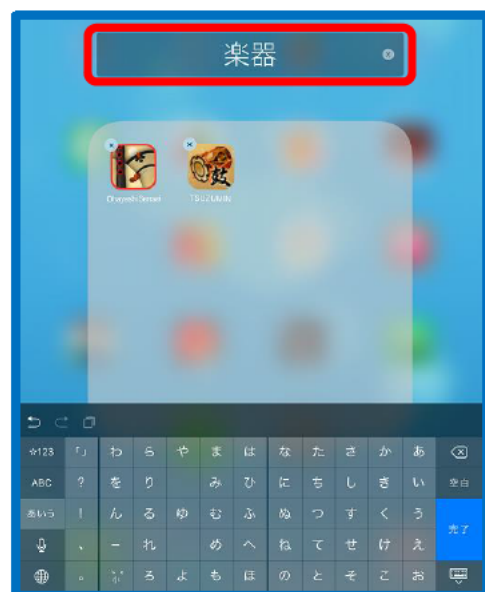 楽器
☆123 「」 わ ら や ま は な た さ か あ
ABC ? を り み ひ に ち し き い 空白
あいう ! ん る ゆ む ふ ぬ つ す く う
、 ー れ め へ ね て せ け え 完了
。 ろ よ も ほ の と そ こ お